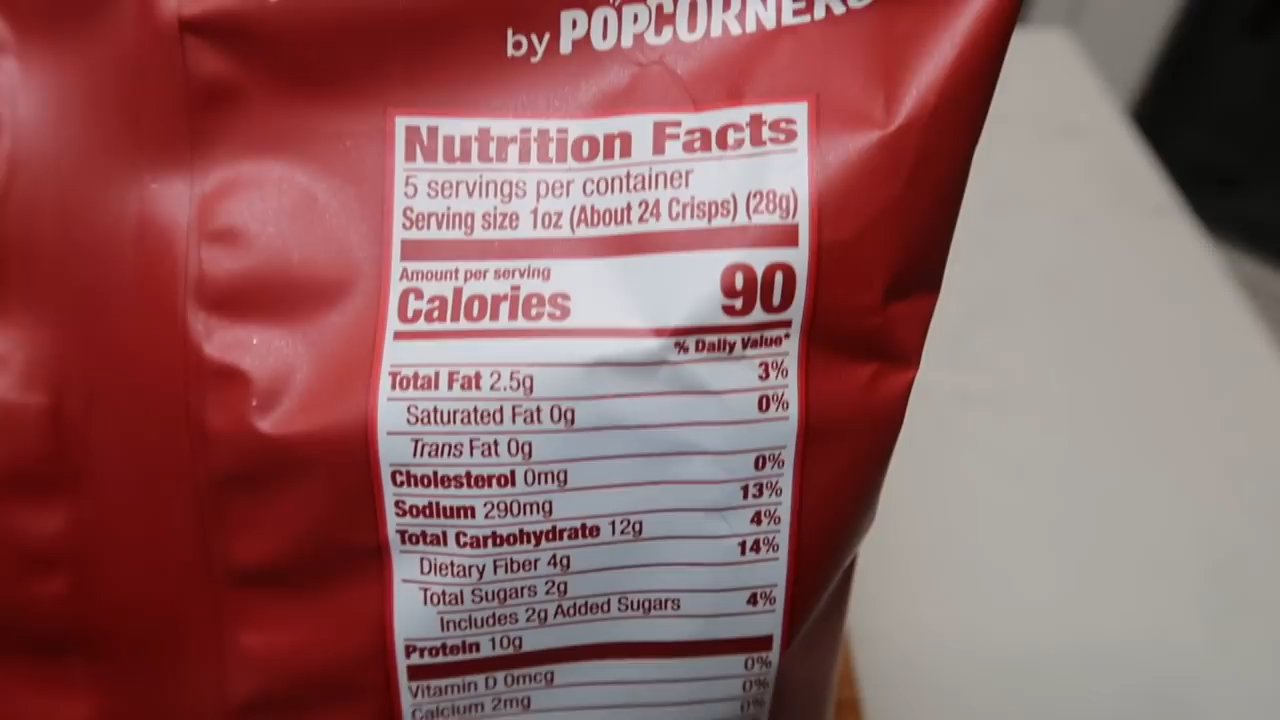 by POPCORNERS
Nutrition Facts
5 servings per container
Serving size 1oz (About 24 Crisps) (28g)
Amount per serving
Calories 90
% Daily Value*
Total Fat 2.5g 3%
Saturated Fat 0g 0%
Trans Fat 0g
Cholesterol 0mg 0%
Sodium 290mg 13%
Total Carbohydrate 12g 4%
Dietary Fiber 4g 14%
Total Sugars 2g
Includes 2g Added Sugars 4%
Protein 10g
Vitamin D 0mcg 0%
Calcium 2mg 0%
0%